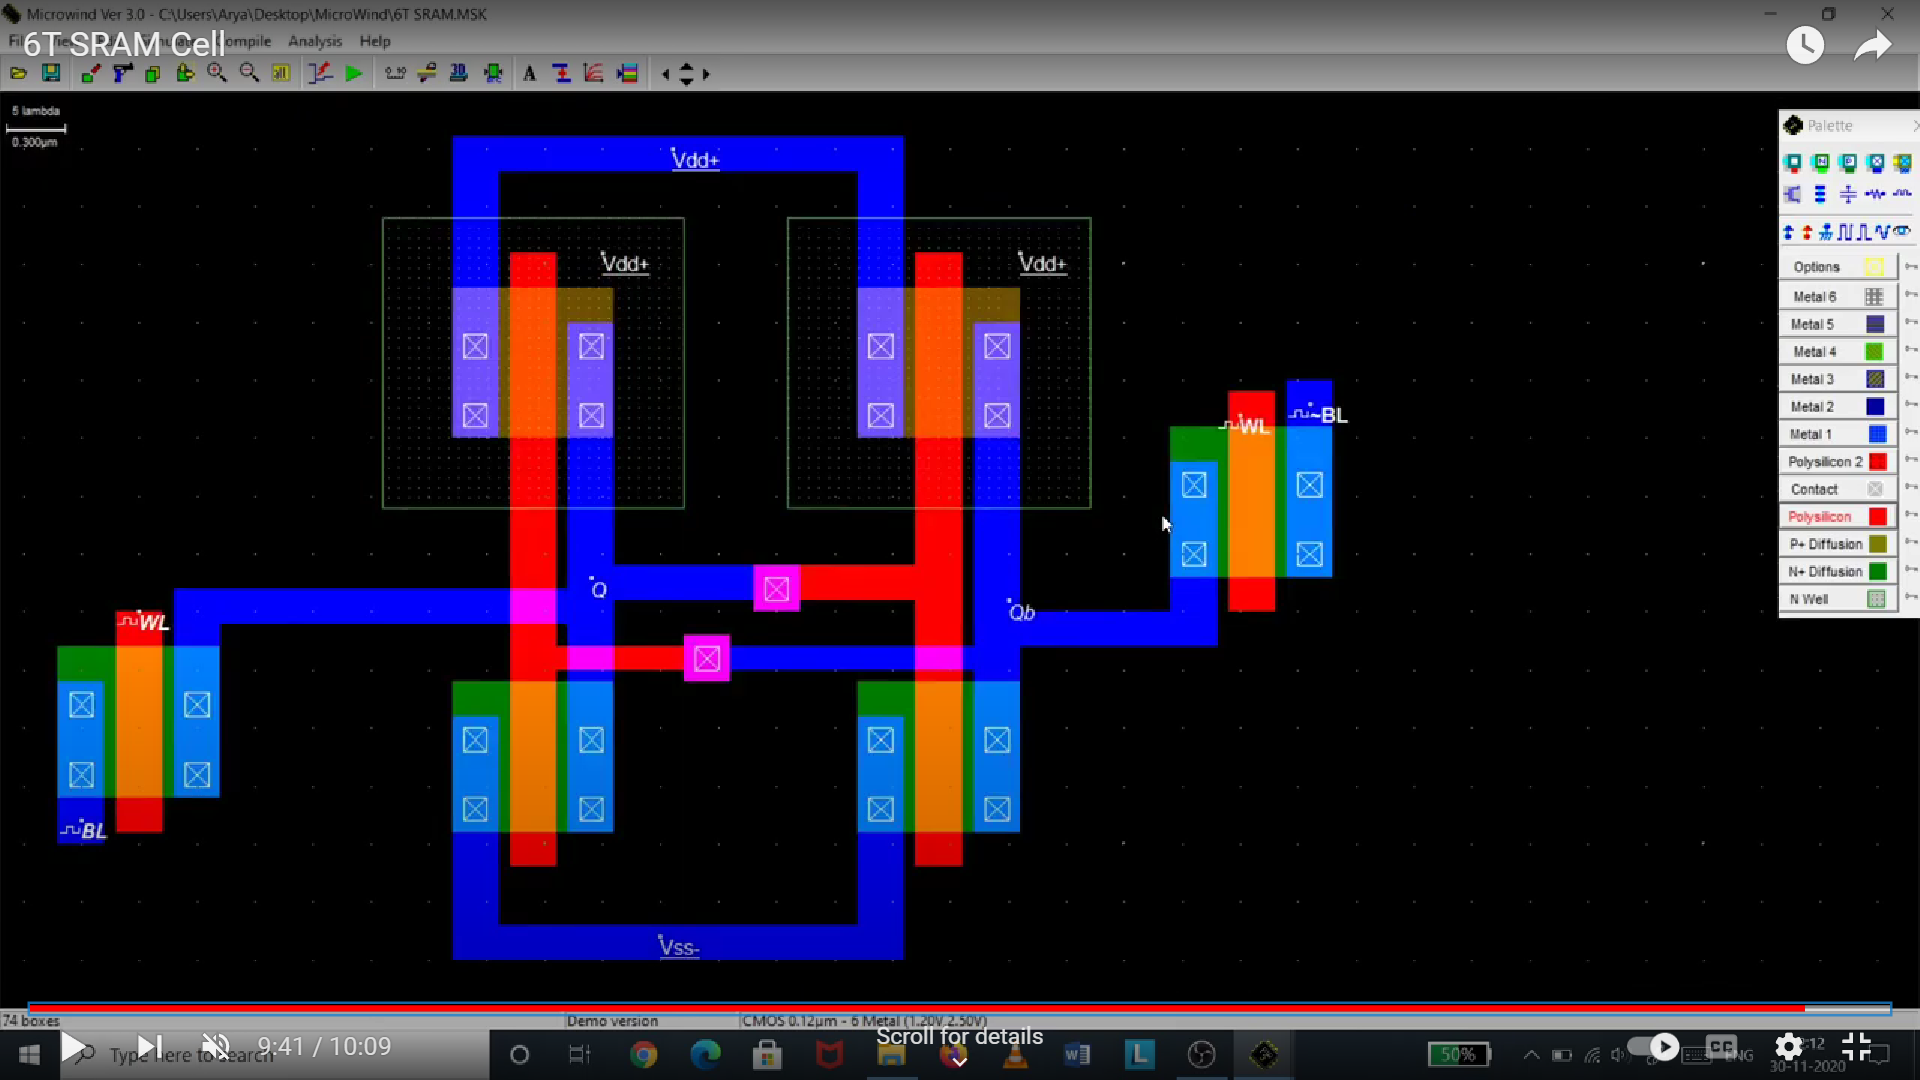 Microwind Ver 3.0 - C:\Users\Arya\Desktop\MicroWind\6T SRAM.MSK
6T SRAM Cell
Compile Analysis Help
5 lambda
0.300µm
Palette
Vdd+
Vdd+
Vdd+
Options
Metal 6
Metal 5
Metal 4
Metal 3
Metal 2
Metal 1
Polysilicon 2
Contact
Polysilicon
P+ Diffusion
N+ Diffusion
N Well
WL
~BL
Q
Qb
WL
BL
Vss-
74 boxes
Demo version
CMOS 0.12µm - 6 Metal (1.20V,2.50V)
9:41 / 10:09
Scroll for details
Type here to search
50%
CC
ENG
30-11-2020